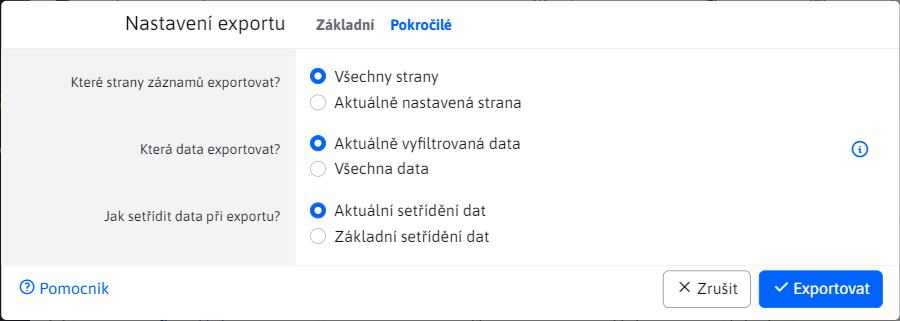 Nastavení exportu Základní Pokročilé
Které strany záznamů exportovat?
Všechny strany
Aktuálně nastavená strana
Která data exportovat?
Aktuálně vyfiltrovaná data
Všechna data
Jak setřídit data při exportu?
Aktuální setřídění dat
Základní setřídění dat
Pomocník Zrušit Exportovat